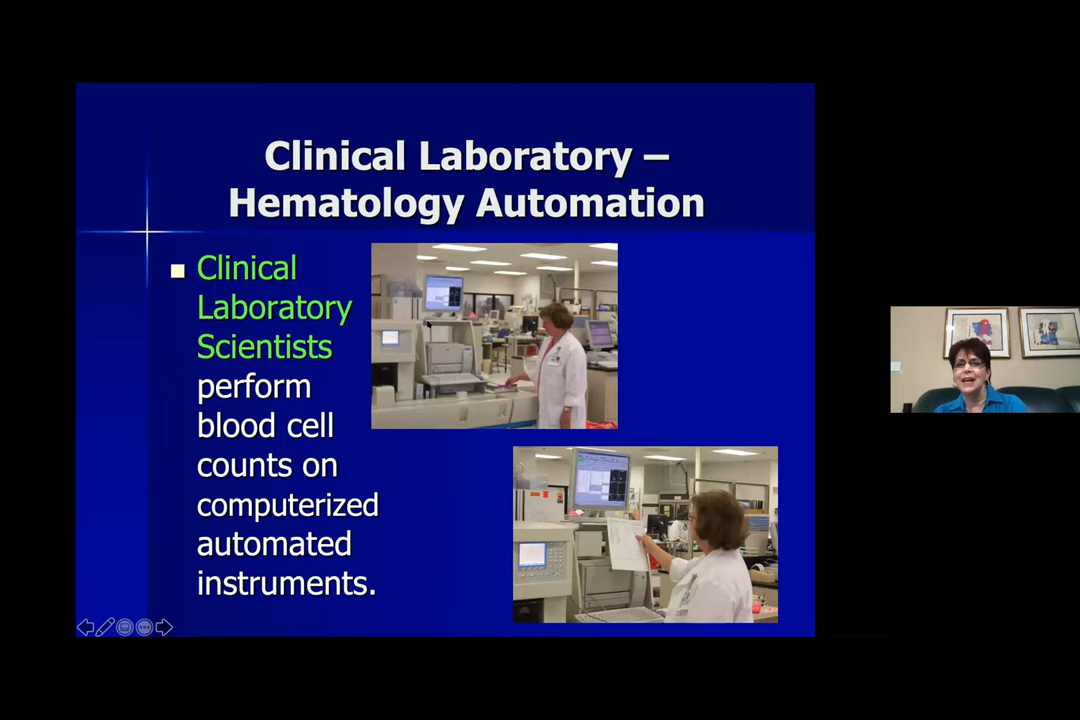 Clinical Laboratory –
Hematology Automation
Clinical
Laboratory
Scientists
perform
blood cell
counts on
computerized
automated
instruments.